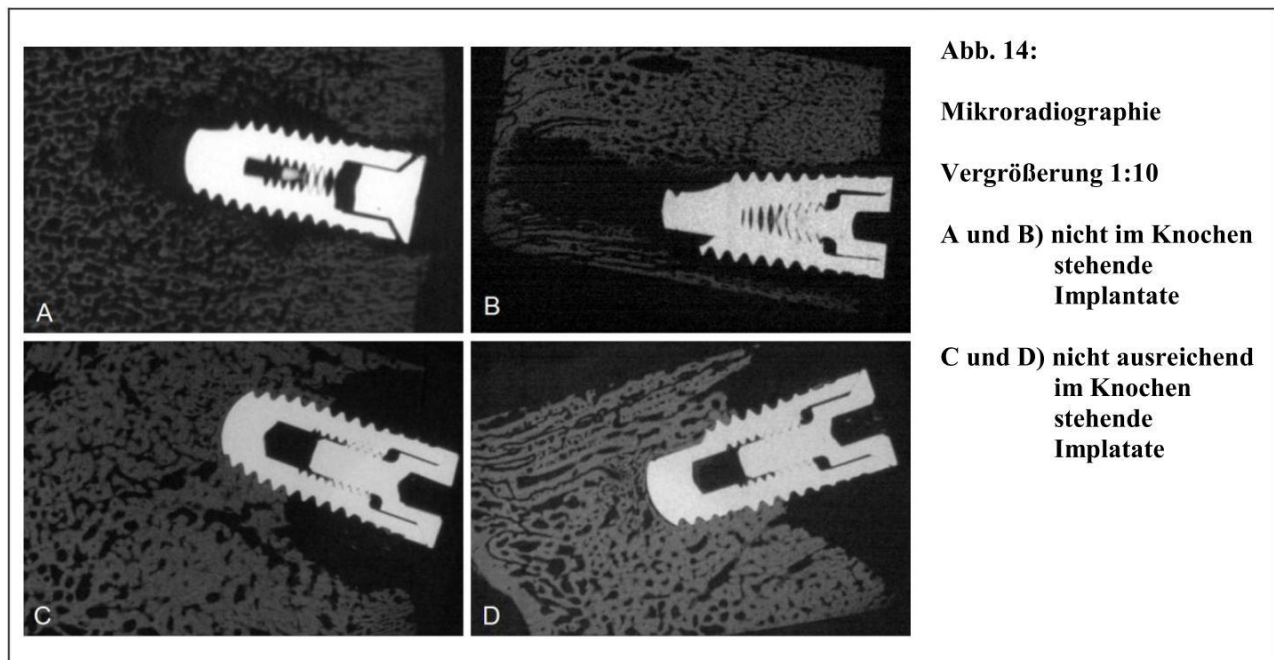 Abb. 14:
Mikroradiographie
Vergrößerung 1:10
A und B) nicht im Knochen
stehende
Implantate
C und D) nicht ausreichend
im Knochen
stehende
Implatate
A
B
C
D